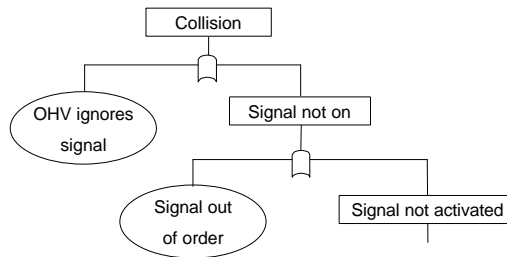 Collision
OHV ignores
signal
Signal not on
Signal out
of order
Signal not activated